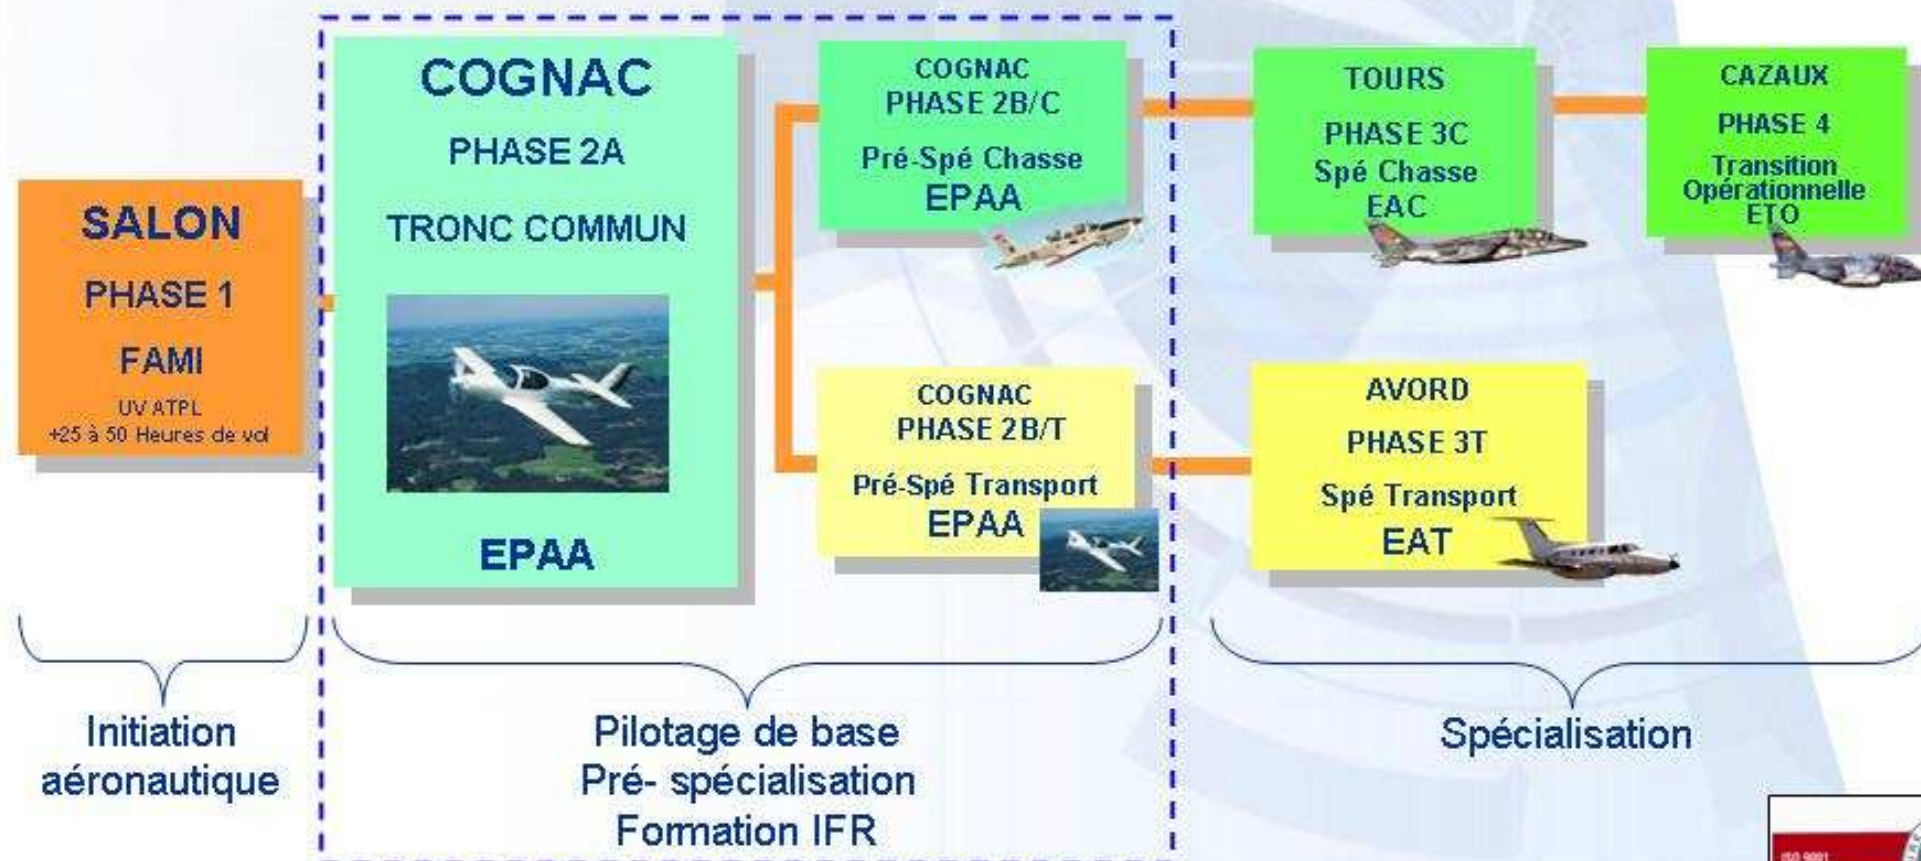 SALON
PHASE 1
FAMI
UV ATPL
+25 à 50 Heures de vol
COGNAC
PHASE 2A
TRONC COMMUN
EPAA
COGNAC
PHASE 2B/C
Pré-Spé Chasse
EPAA
COGNAC
PHASE 2B/T
Pré-Spé Transport
EPAA
TOURS
PHASE 3C
Spé Chasse
EAC
CAZAUX
PHASE 4
Transition
Opérationnelle
ETO
AVORD
PHASE 3T
Spé Transport
EAT
Initiation
aéronautique
Pilotage de base
Pré- spécialisation
Formation IFR
Spécialisation
ISO 9001